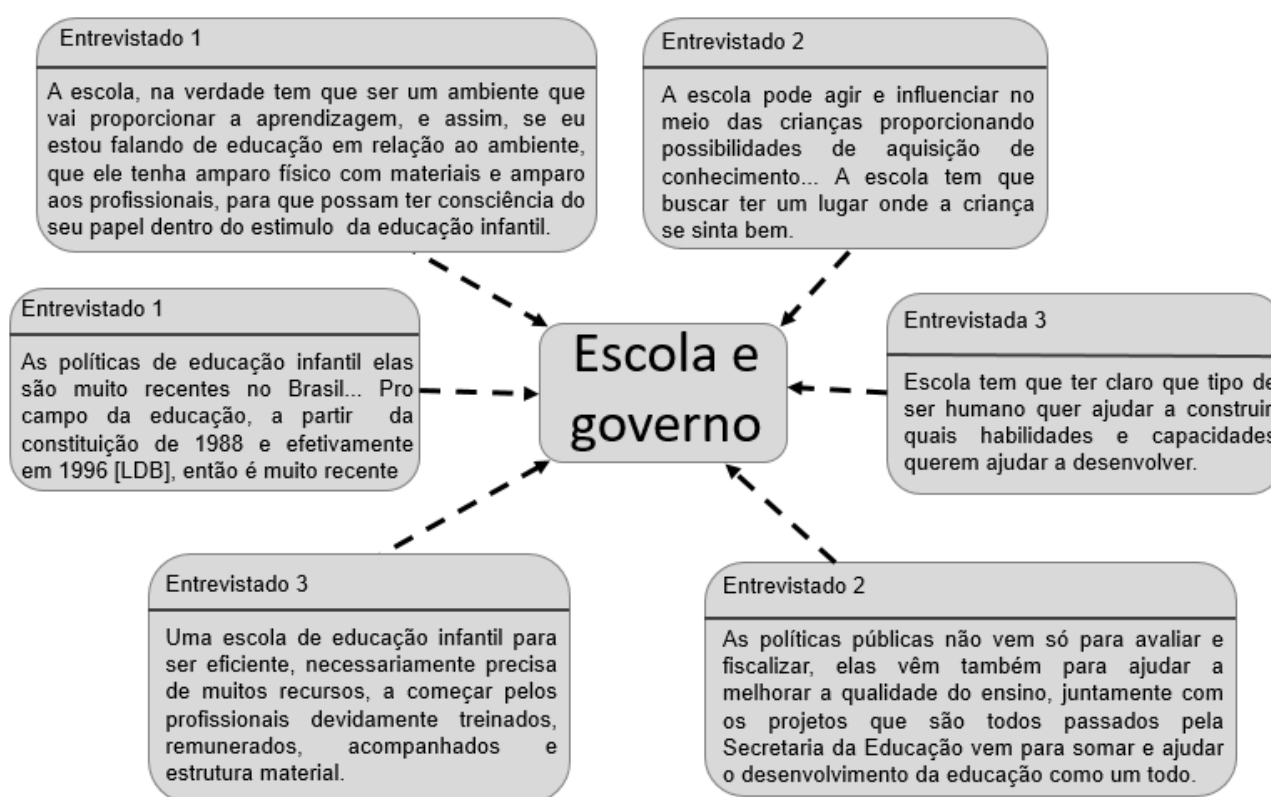 Entrevistado 1
A escola, na verdade tem que ser um ambiente que
vai proporcionar a aprendizagem, e assim, se eu
estou falando de educação em relação ao ambiente,
que ele tenha amparo físico com materiais e amparo
aos profissionais, para que possam ter consciência do
seu papel dentro do estimulo da educação infantil.
Entrevistado 2
A escola pode agir e influenciar no
meio das crianças proporcionando
possibilidades de aquisição de
conhecimento... A escola tem que
buscar ter um lugar onde a criança
se sinta bem.
Entrevistado 1
As políticas de educação infantil elas
são muito recentes no Brasil... Pro
campo da educação, a partir da
constituição de 1988 e efetivamente
em 1996 [LDB], então é muito recente
Escola e
governo
Entrevistada 3
Escola tem que ter claro que tipo de
ser humano quer ajudar a construir
quais habilidades e capacidades
querem ajudar a desenvolver.
Entrevistado 3
Uma escola de educação infantil para
ser eficiente, necessariamente precisa
de muitos recursos, a começar pelos
profissionais devidamente treinados,
remunerados, acompanhados e
estrutura material.
Entrevistado 2
As políticas públicas não vem só para avaliar e
fiscalizar, elas vêm também para ajudar a
melhorar a qualidade do ensino, juntamente com
os projetos que são todos passados pela
Secretaria da Educação vem para somar e ajudar
o desenvolvimento da educação como um todo.